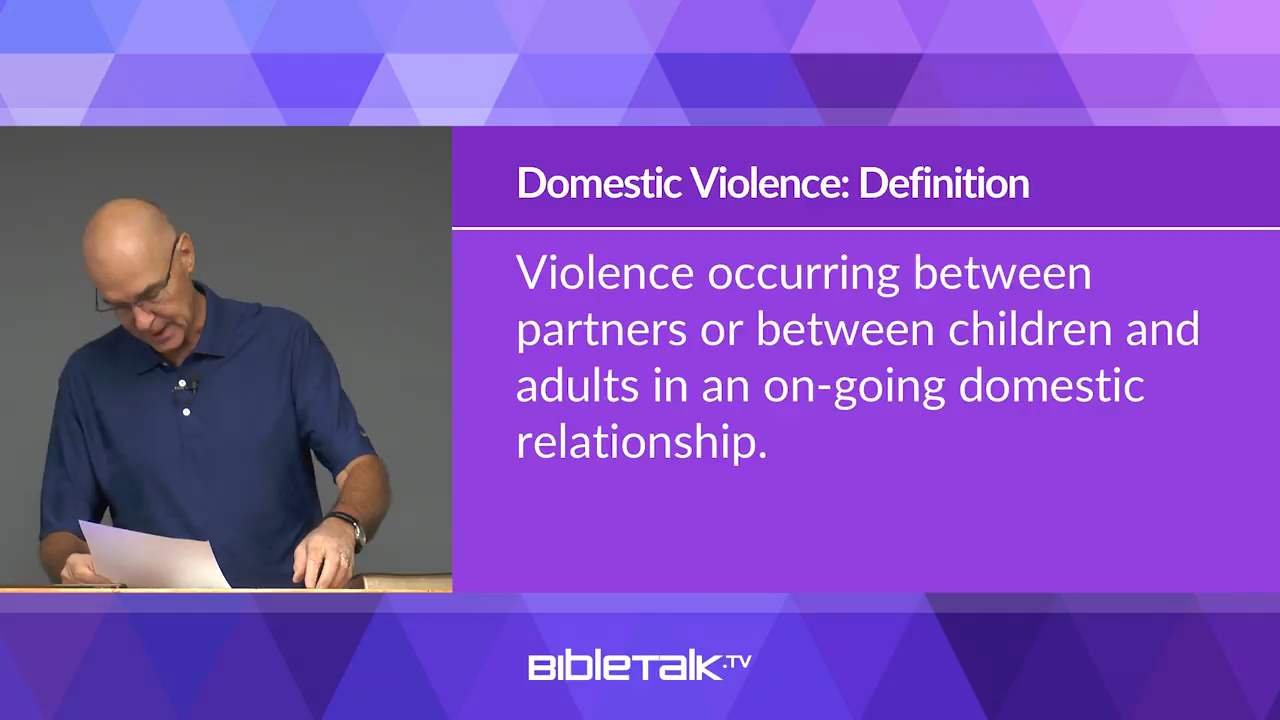 Domestic Violence: Definition
Violence occurring between
partners or between children and
adults in an on-going domestic
relationship.
BiBLETALK.TV